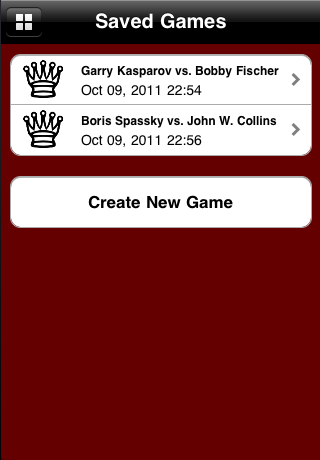 Saved Games
Garry Kasparov vs. Bobby Fischer
Oct 09, 2011 22:54
Boris Spassky vs. John W. Collins
Oct 09, 2011 22:56
Create New Game